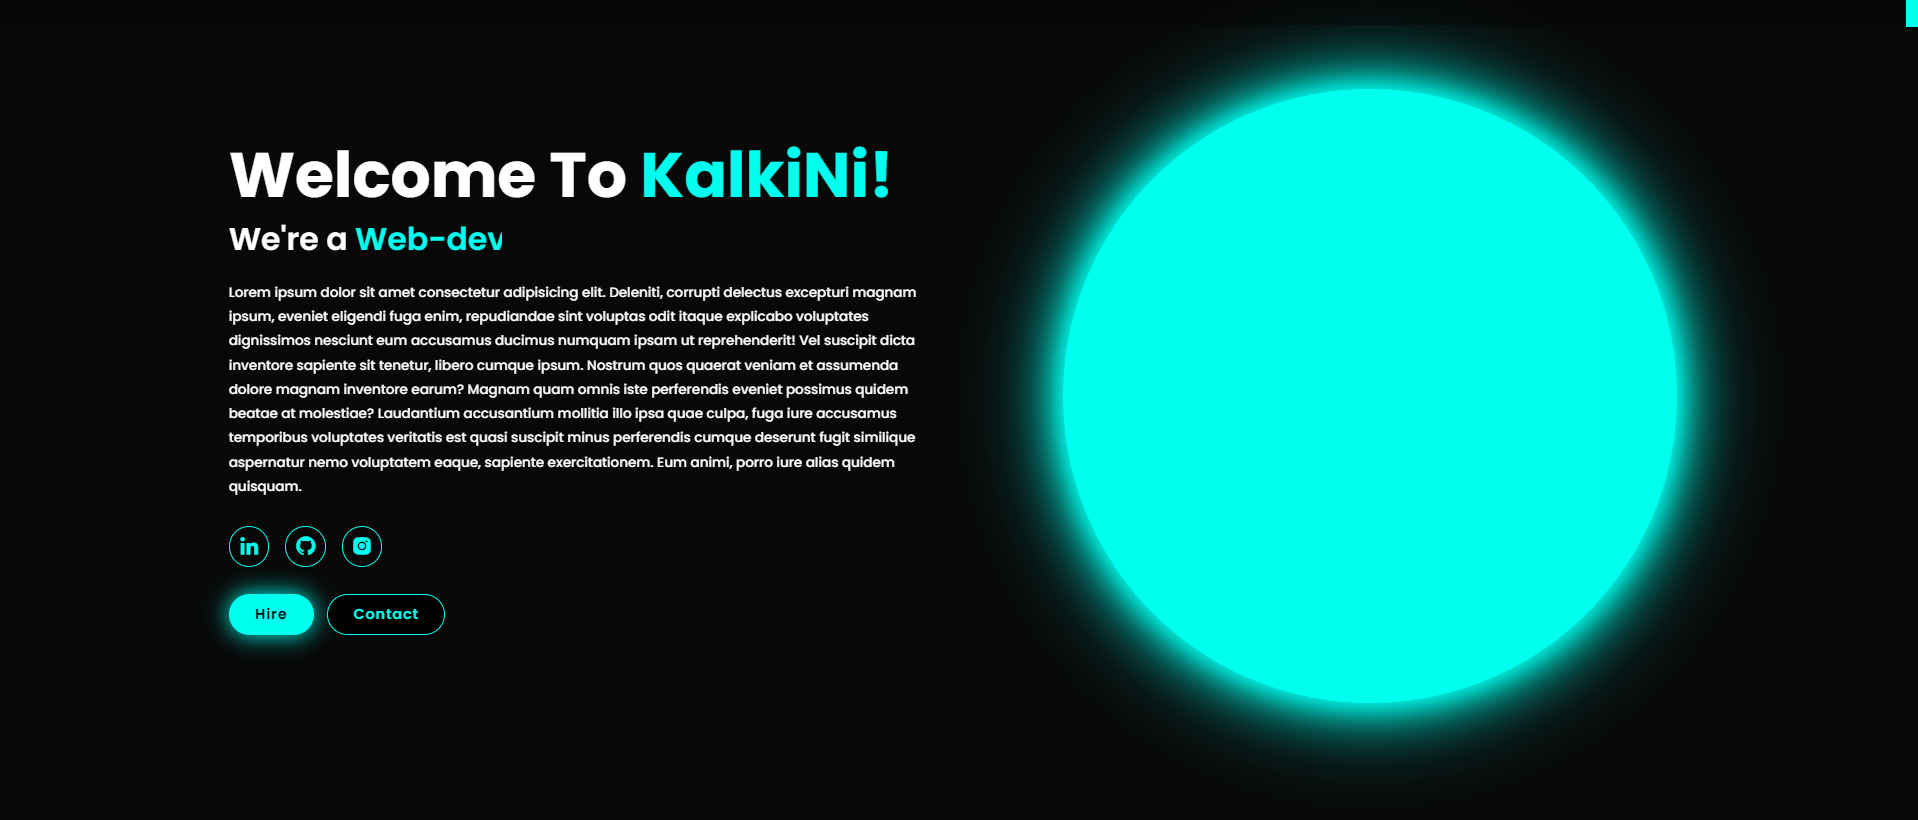 Welcome To KalkiNi!
We're a Web-dev
Lorem ipsum dolor sit amet consectetur adipisicing elit. Deleniti, corrupti delectus excepturi magnam
ipsum, eveniet eligendi fuga enim, repudiandae sint voluptas odit itaque explicabo voluptates
dignissimos nesciunt eum accusamus ducimus numquam ipsam ut reprehenderit! Vel suscipit dicta
inventore sapiente sit tenetur, libero cumque ipsum. Nostrum quos quaerat veniam et assumenda
dolore magnam inventore earum? Magnam quam omnis iste perferendis eveniet possimus quidem
beatae at molestiae? Laudantium accusantium mollitia illo ipsa quae culpa, fuga iure accusamus
temporibus voluptates veritatis est quasi suscipit minus perferendis cumque deserunt fugit similique
aspernatur nemo voluptatem eaque, sapiente exercitationem. Eum animi, porro iure alias quidem
quisquam.
in
Hire Contact